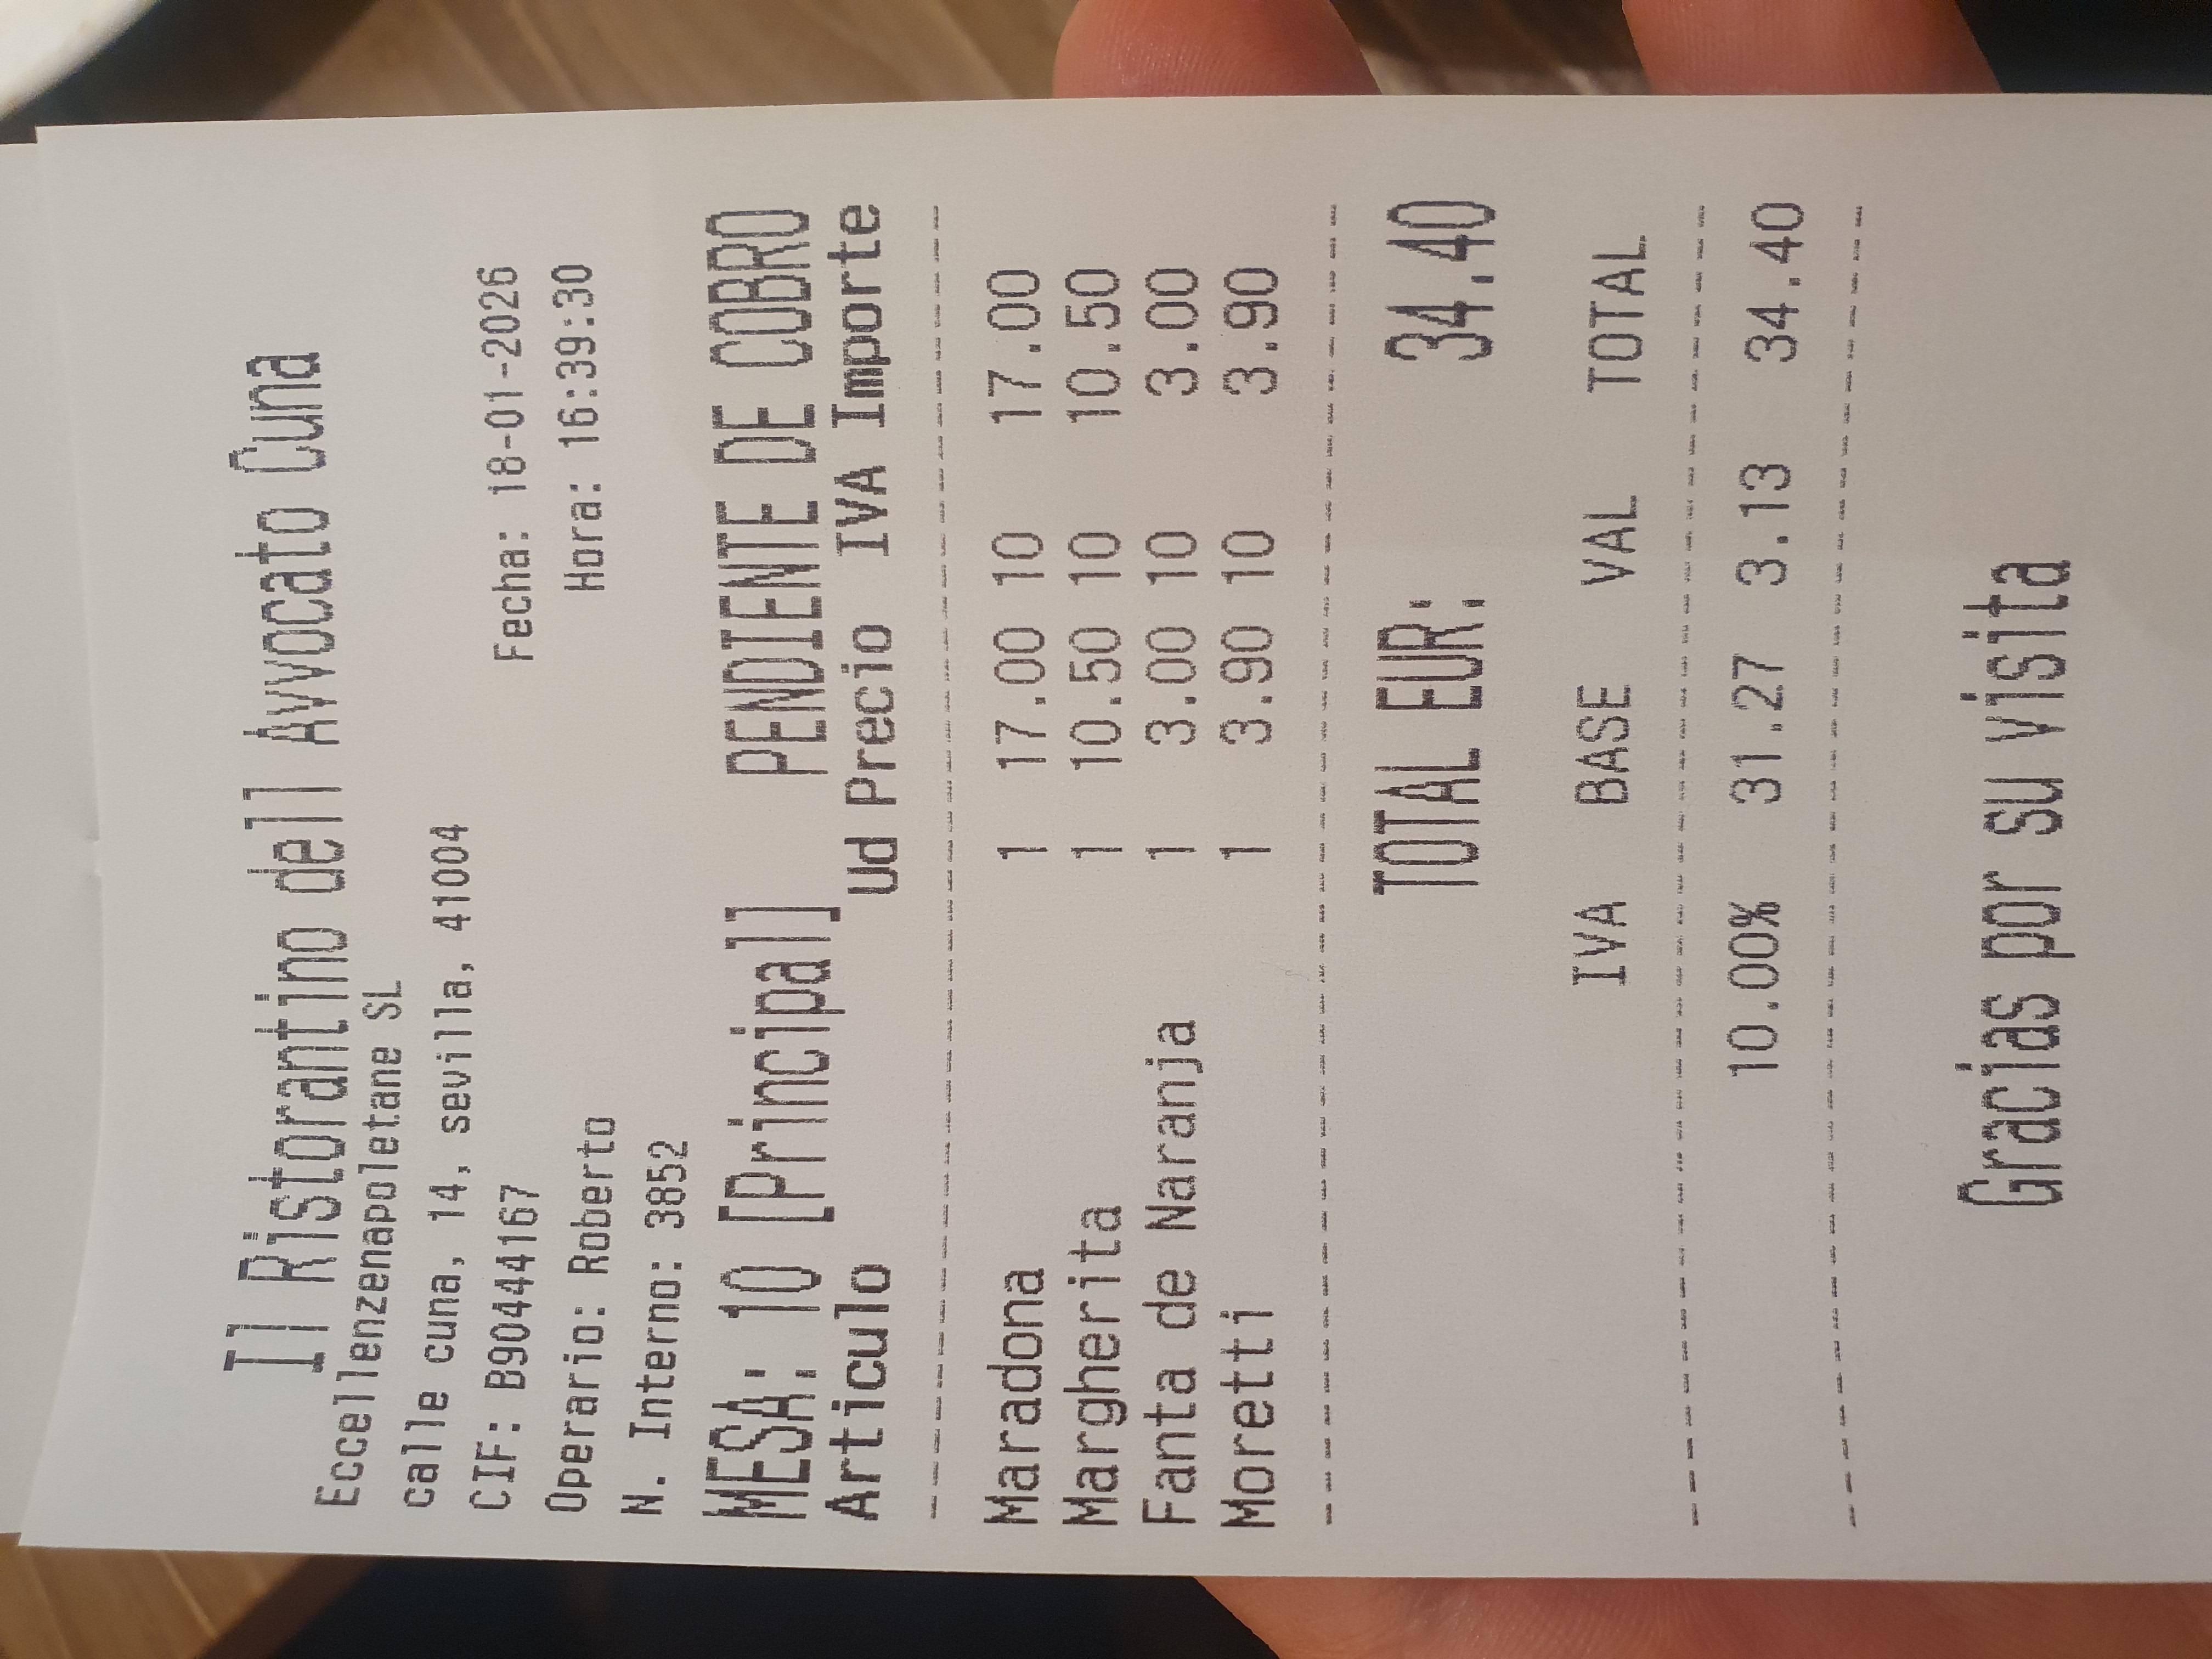 Il Ristorantino dell Avvocato Cuna
Eccellenzenapoletane SL
calle cuna, 14, sevilla, 41004
CIF: B90444167
Fecha: 18-01-2026
Operario: Roberto
Hora: 16:39:30
N. Interno: 3852
MESA: 10 [Principal] PENDIENTE DE COBRO
Articulo Ud Precio IVA Importe
Maradona 1 17.00 10 17.00
Margherita 1 10.50 10 10.50
Fanta de Naranja 1 3.00 10 3.00
Moretti 1 3.90 10 3.90
TOTAL EUR: 34.40
IVA BASE VAL TOTAL
10.00% 31.27 3.13 34.40
Gracias por su visita